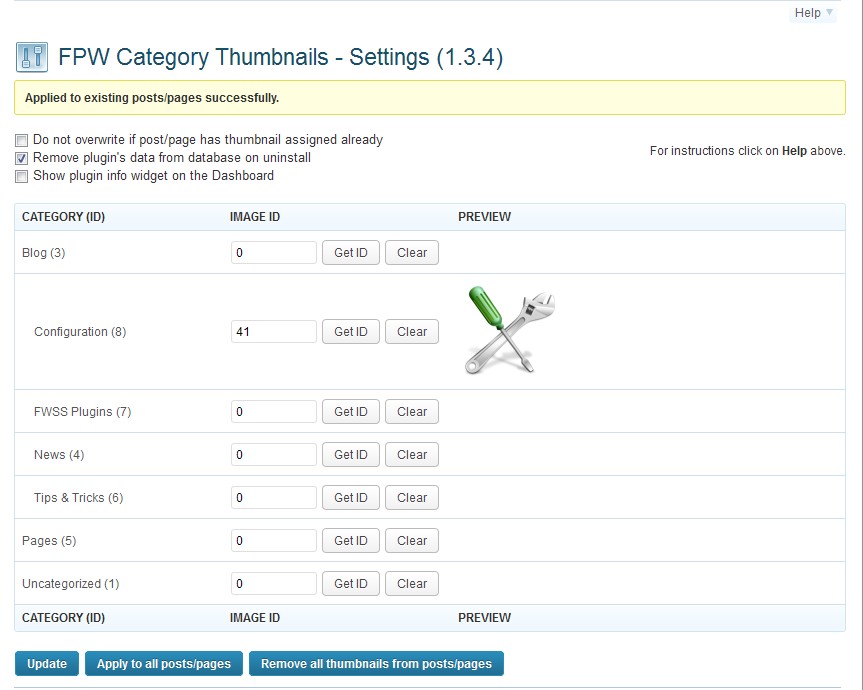 Help
FPW Category Thumbnails - Settings (1.3.4)
Applied to existing posts/pages successfully.
Do not overwrite if post/page has thumbnail assigned already
Remove plugin's data from database on uninstall
For instructions click on Help above.
Show plugin info widget on the Dashboard
CATEGORY (ID) IMAGE ID PREVIEW
Blog (3) 0 Get ID Clear
Configuration (8) 41 Get ID Clear
FWSS Plugins (7) 0 Get ID Clear
News (4) 0 Get ID Clear
Tips & Tricks (6) 0 Get ID Clear
Pages (5) 0 Get ID Clear
Uncategorized (1) 0 Get ID Clear
CATEGORY (ID) IMAGE ID PREVIEW
Update Apply to all posts/pages Remove all thumbnails from posts/pages